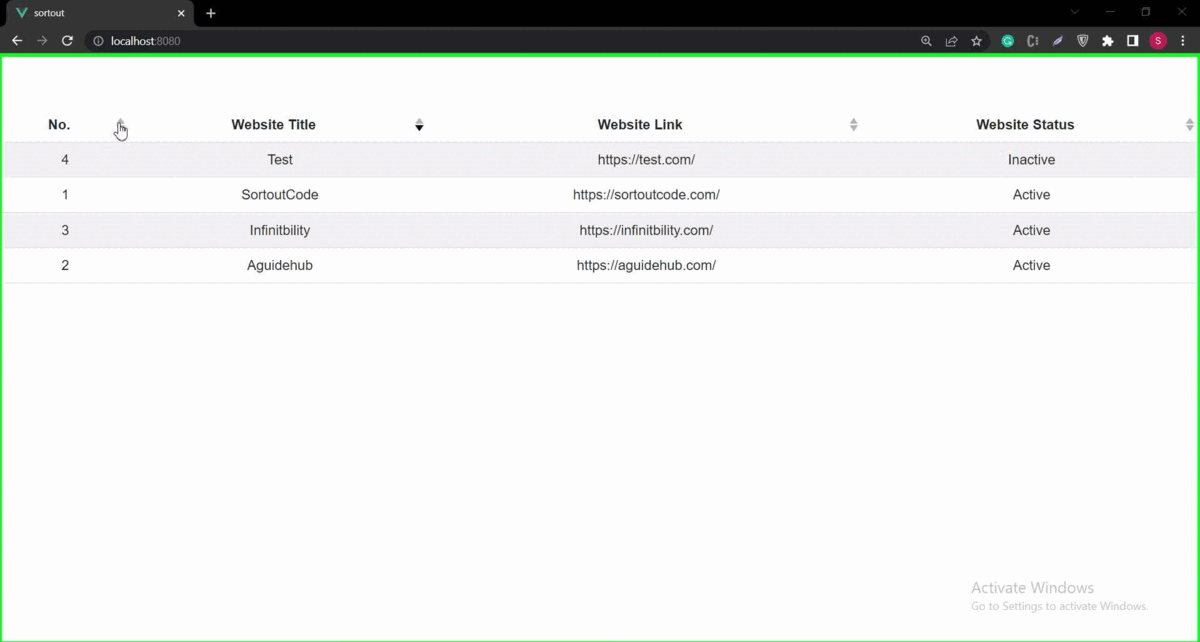 sortout
localhost:8080
S
No. Website Title Website Link Website Status
4 Test https://test.com/ Inactive
1 SortoutCode https://sortoutcode.com/ Active
3 Infinitbility https://infinitbility.com/ Active
2 Aguidehub https://aguidehub.com/ Active
Activate Windows
Go to Settings to activate Windows.